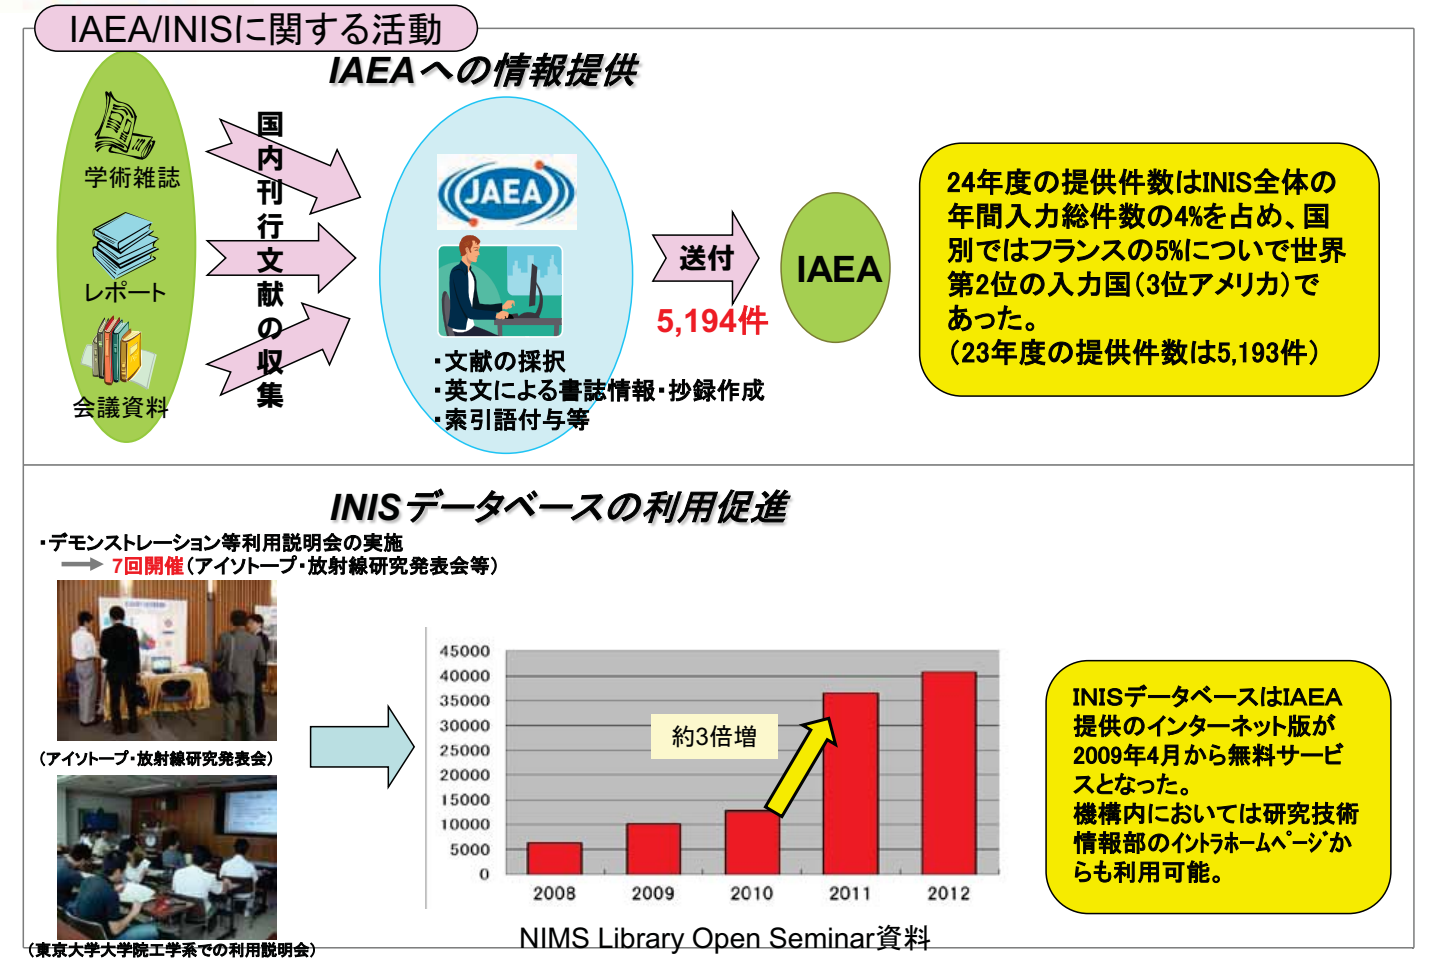 IAEA/INISに関する活動
IAEAへの情報提供
学術雑誌
レポート
会議資料
国内刊行文献の収集
JAEA
・文献の採択
・英文による書誌情報・抄録作成
・索引語付与等
送付
5,194件
IAEA
24年度の提供件数はINIS全体の
年間入力総件数の4%を占め、国
別ではフランスの5%についで世界
第2位の入力国（3位アメリカ）で
あった。
（23年度の提供件数は5,193件）
INISデータベースの利用促進
・デモンストレーション等利用説明会の実施
7回開催（アイソトープ・放射線研究発表会等）
（アイソトープ・放射線研究発表会）
（東京大学大学院工学系での利用説明会）
45000
40000
35000
30000
25000
20000
15000
10000
5000
0
約3倍増
2008 2009 2010 2011 2012
INISデータベースはIAEA
提供のインターネット版が
2009年4月から無料サービ
スとなった。
機構内においては研究技術
情報部のｲﾝﾄﾗﾎｰﾑﾍﾟｰｼﾞか
らも利用可能。
NIMS Library Open Seminar資料